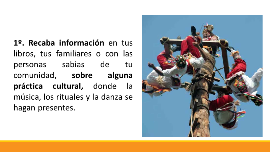 1º. Recaba información en tus
libros, tus familiares o con las
personas sabias de tu
comunidad, sobre alguna
práctica cultural, donde la
música, los rituales y la danza se
hagan presentes.